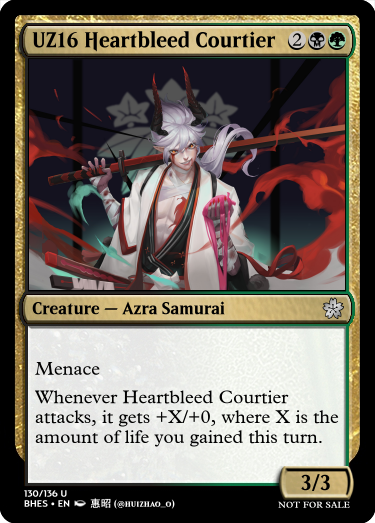 UZ16 Heartbleed Courtier 2
Creature — Azra Samurai
Menace
Whenever Heartbleed Courtier
attacks, it gets +X/+0, where X is the
amount of life you gained this turn.
3/3
130/136 U
BHES • EN 惠昭 (@HUIZHAO_O)
NOT FOR SALE